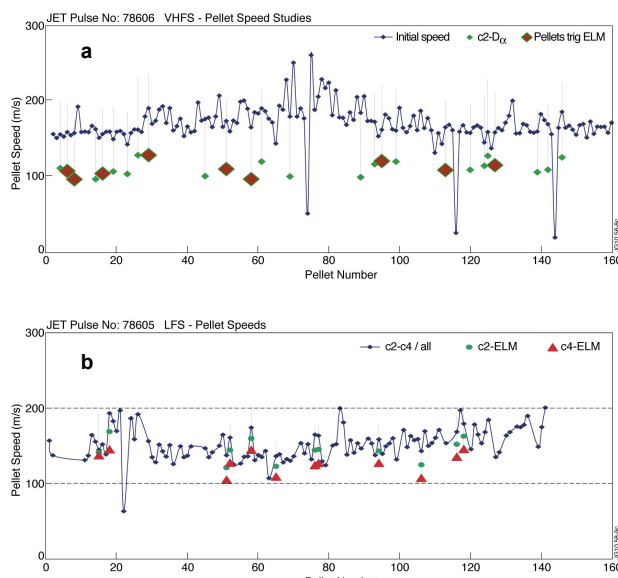 JET Pulse No: 78606 VHFS - Pellet Speed Studies
a
Initial speed c2-Dα Pellets trig ELM
300
200
100
0
Pellet Speed (m/s)
0 20 40 60 80 100 120 140 160
Pellet Number
JET Pulse No: 78605 LFS - Pellet Speeds
b
c2-c4 / all c2-ELM c4-ELM
300
200
100
0
Pellet Speed (m/s)
0 20 40 60 80 100 120 140 160